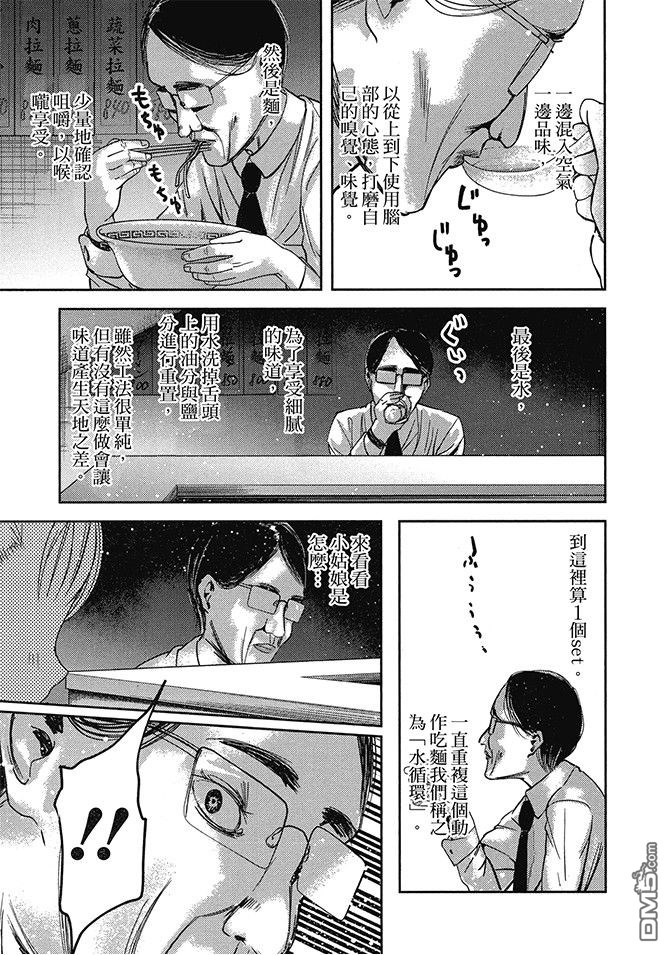 一邊混入空氣
一邊品味，
以從上到下使用腦
部的心態，打磨自
己的嗅覺、味覺。
じゅっ
じゅっ
然後是麵，
少量地確認
咀嚼，以喉
嚨享受。
もちゅ
もちゅ
蔬菜拉麵
840
蔥拉麵
肉拉麵
最後是水，
為了享受細膩
的味道，
用水洗掉舌頭
上的油分與鹽
分進行重置，
雖然工法很單純，
但有沒有這麼做會讓
味道產生天地之差。
到這裡算1個set。
ふぅ
一直重複這個動
作吃麵我們稱之
為「水循環」。
來看看
小姑娘是
怎麼…
!!
DM5.com